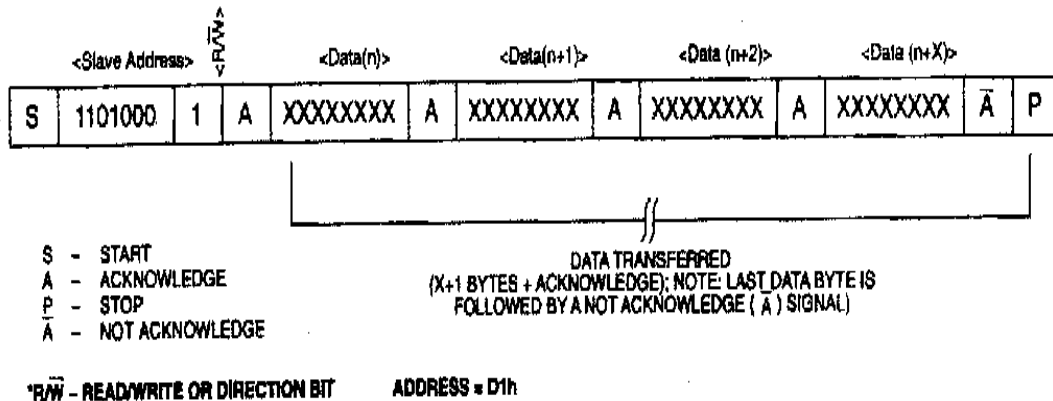 <Slave Address> <R/W̅> <Data(n)> <Data(n+1)> <Data (n+2)> <Data (n+X)>
S 1101000 1 A XXXXXXXX A XXXXXXXX A XXXXXXXX A XXXXXXXX A̅ P
S - START
A - ACKNOWLEDGE
P - STOP
A̅ - NOT ACKNOWLEDGE
DATA TRANSFERRED
(X+1 BYTES + ACKNOWLEDGE); NOTE: LAST DATA BYTE IS
FOLLOWED BY A NOT ACKNOWLEDGE ( A̅ ) SIGNAL)
*R/W̅ – READ/WRITE OR DIRECTION BIT ADDRESS = D1h